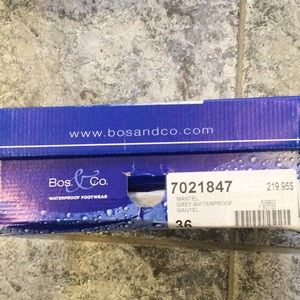 www.bosandco.com
Bos. & Co.
WATERPROOF FOOTWEAR
7021847
219.95$
MANTEL
GREY WATERPROOF
MANTEL
36